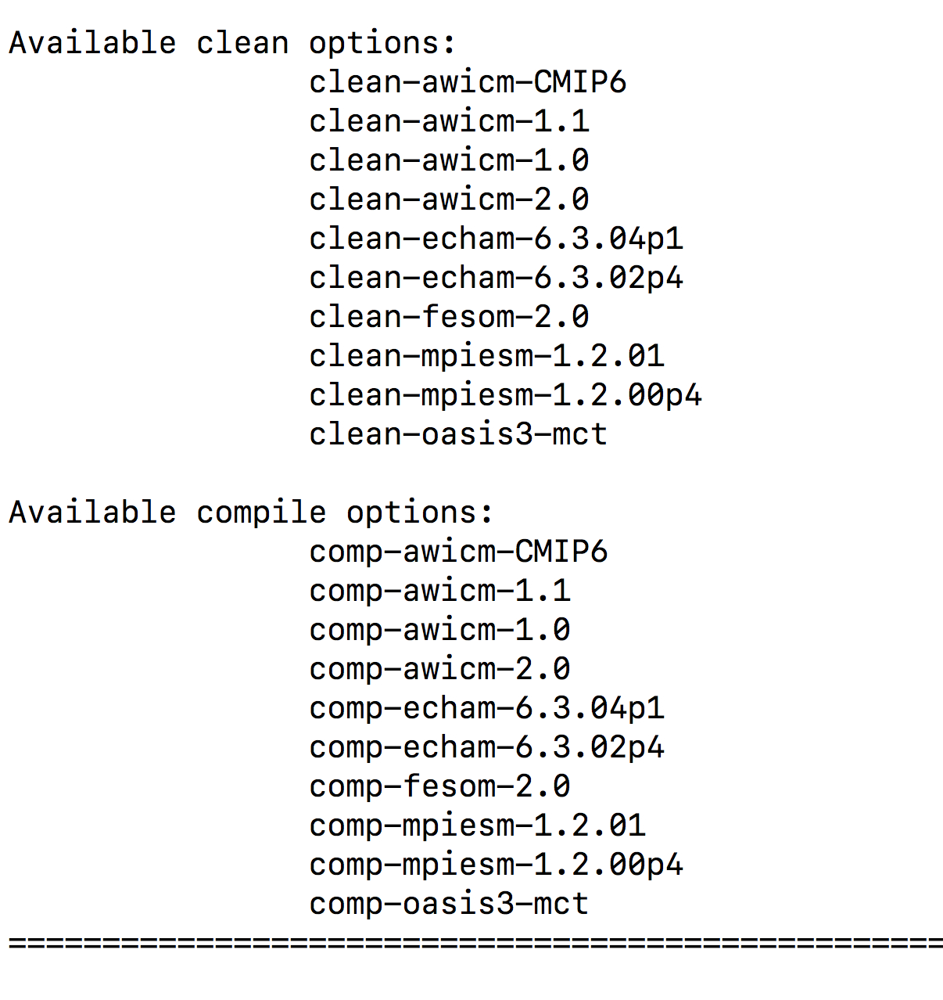 Available clean options:
clean-awicm-CMIP6
clean-awicm-1.1
clean-awicm-1.0
clean-awicm-2.0
clean-echam-6.3.04p1
clean-echam-6.3.02p4
clean-fesom-2.0
clean-mpiesm-1.2.01
clean-mpiesm-1.2.00p4
clean-oasis3-mct
Available compile options:
comp-awicm-CMIP6
comp-awicm-1.1
comp-awicm-1.0
comp-awicm-2.0
comp-echam-6.3.04p1
comp-echam-6.3.02p4
comp-fesom-2.0
comp-mpiesm-1.2.01
comp-mpiesm-1.2.00p4
comp-oasis3-mct
==================================================